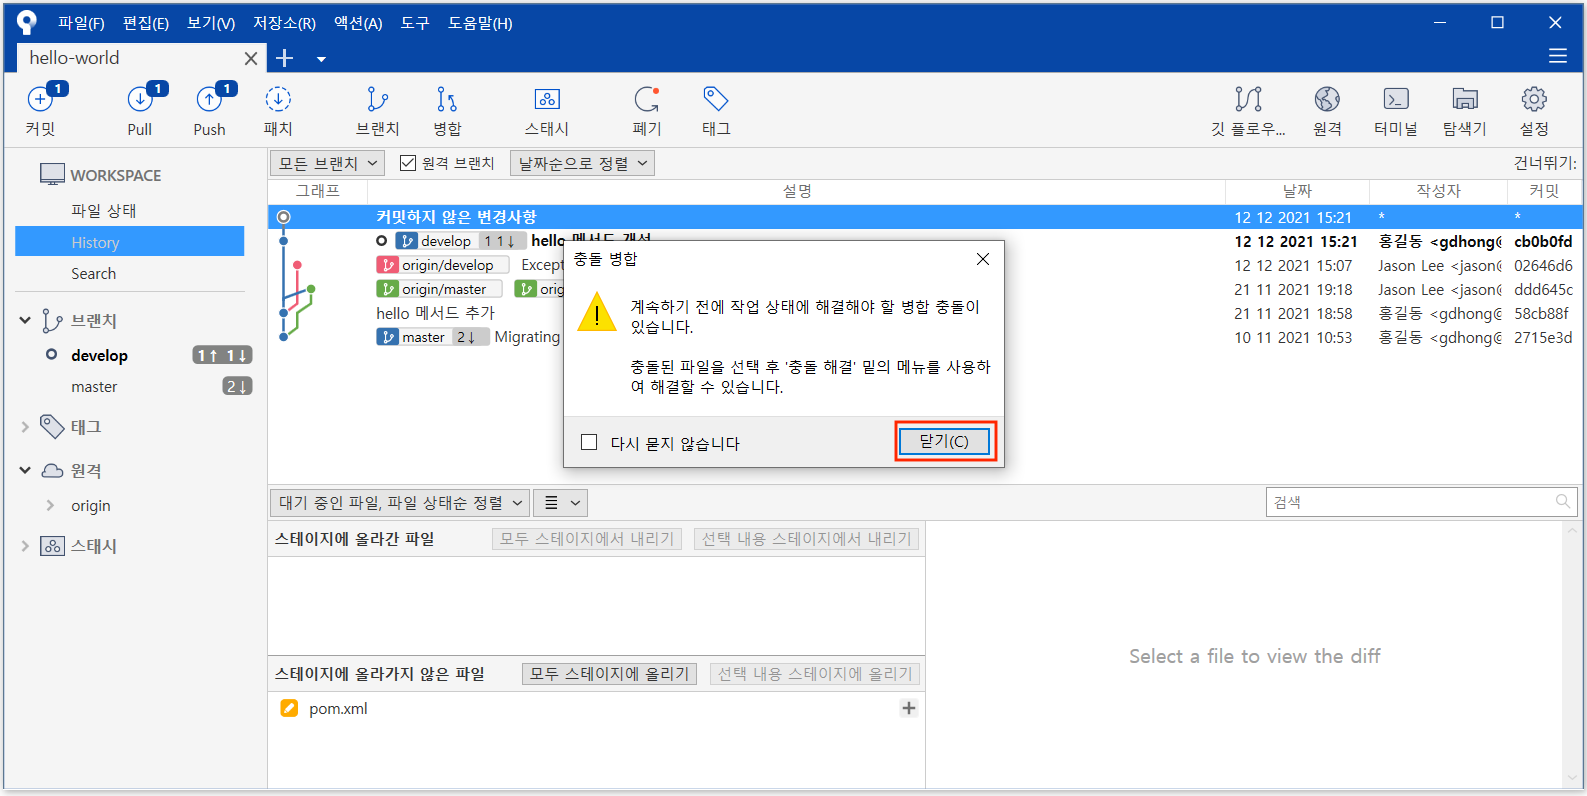 파일(F) 편집(E) 보기(V) 저장소(R) 액션(A) 도구 도움말(H)
hello-world
1 1 1
커밋 Pull Push 패치 브랜치 병합 스태시 폐기 태그 깃 플로우... 원격 터미널 탐색기 설정
WORKSPACE
파일 상태
History
Search
브랜치
develop 1↑ 1↓
master 2↓
태그
원격
origin
스태시
모든 브랜치 원격 브랜치 날짜순으로 정렬 건너뛰기:
그래프 설명 날짜 작성자 커밋
커밋하지 않은 변경사항 12 12 2021 15:21 * *
develop 1 1↓ hello 메서드 개선 12 12 2021 15:21 홍길동 <gdhong@ cb0b0fd
origin/develop Except 12 12 2021 15:07 Jason Lee <jason@ 02646d6
origin/master orig 21 11 2021 19:18 Jason Lee <jason@ ddd645c
hello 메서드 추가 21 11 2021 18:58 홍길동 <gdhong@ 58cb88f
master 2↓ Migrating 10 11 2021 10:53 홍길동 <gdhong@ 2715e3d
충돌 병합
계속하기 전에 작업 상태에 해결해야 할 병합 충돌이
있습니다.
충돌된 파일을 선택 후 '충돌 해결' 밑의 메뉴를 사용하
여 해결할 수 있습니다.
다시 묻지 않습니다 닫기(C)
대기 중인 파일, 파일 상태순 정렬 검색
스테이지에 올라간 파일 모두 스테이지에서 내리기 선택 내용 스테이지에서 내리기
스테이지에 올라가지 않은 파일 모두 스테이지에 올리기 선택 내용 스테이지에 올리기
pom.xml
Select a file to view the diff